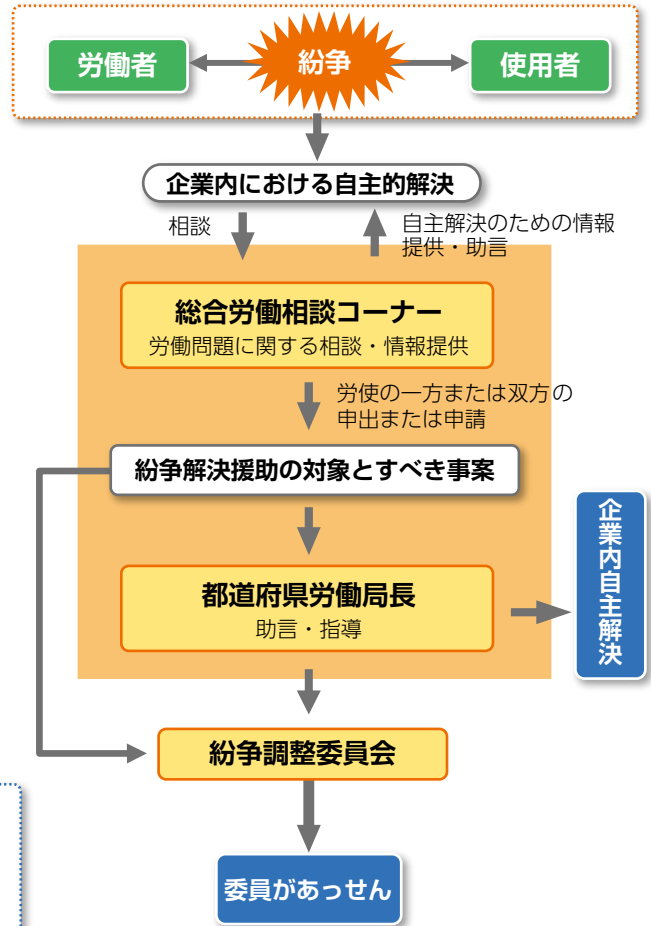 労働者
紛争
使用者
企業内における自主的解決
相談
自主解決のための情報
提供・助言
総合労働相談コーナー
労働問題に関する相談・情報提供
労使の一方または双方の
申出または申請
紛争解決援助の対象とすべき事案
企業内自主解決
都道府県労働局長
助言・指導
紛争調整委員会
委員があっせん